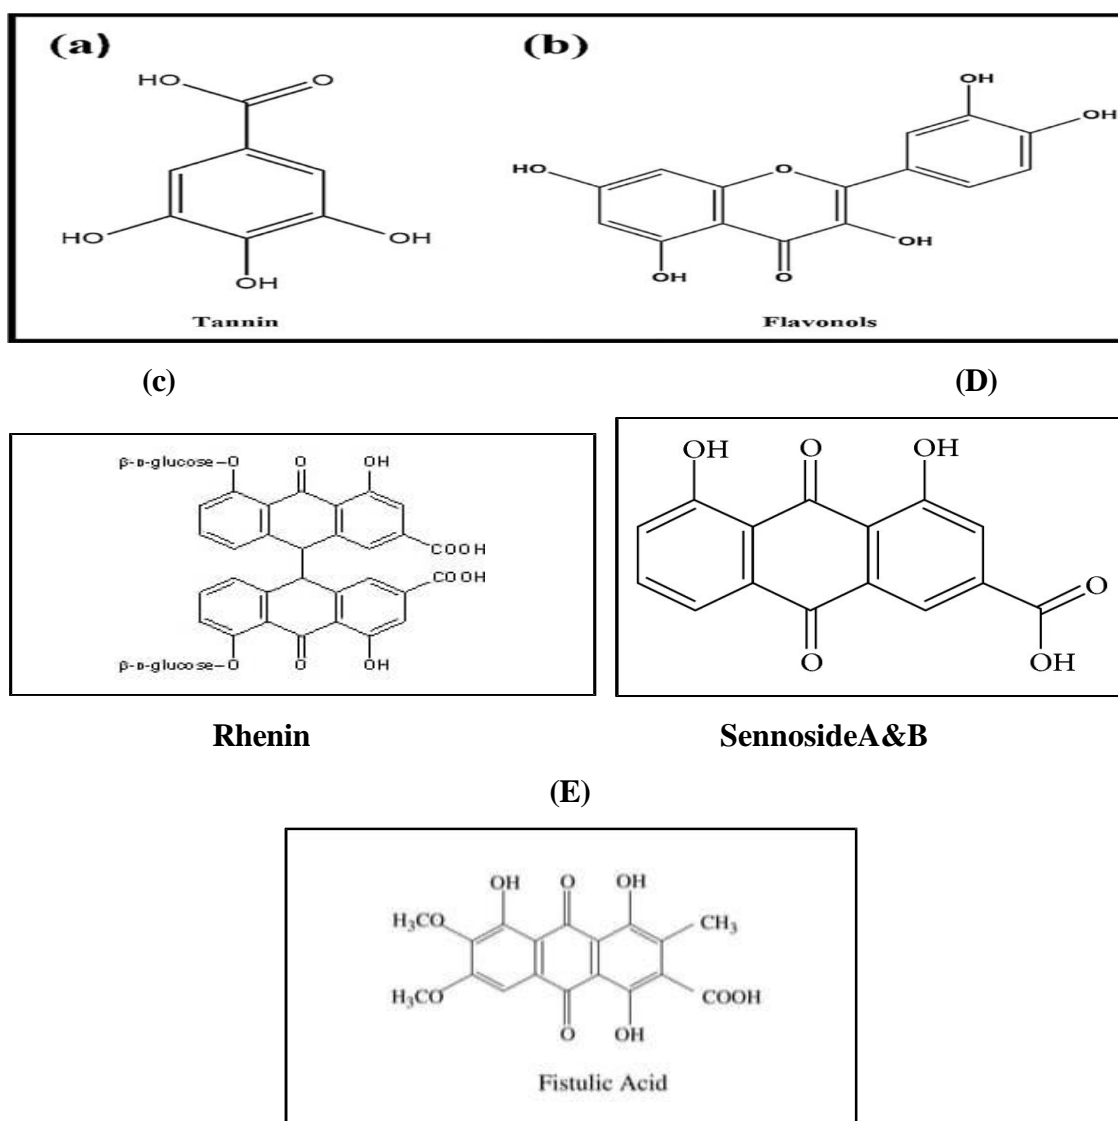 (a) (b)
HO O
HO OH
OH
Tannin
OH
OH
HO O
OH
OH O
Flavonols
(c) (D)
β-D-glucose-O O OH
COOH
COOH
β-D-glucose-O O OH
OH O OH
O
O OH
Rhenin SennosideA&B
(E)
OH O OH
H₃CO CH₃
H₃CO COOH
O OH
Fistulic Acid